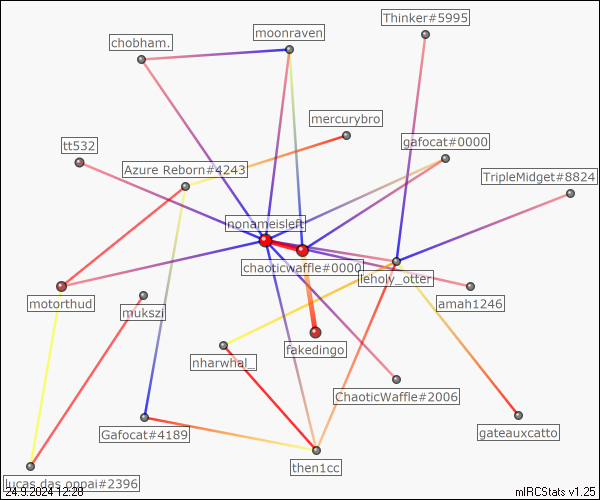 Thinker#5995
moonraven
chobham.
mercurybro
gafocat#0000
tt532
Azure Reborn#4243
TripleMidget#8824
nonameisleft
chaoticwaffle#0000
leholy_otter
motorthud
mukszi
amah1246
fakedingo
nharwhal_
ChaoticWaffle#2006
Gafocat#4189
gateauxcatto
then1cc
lucas das oppai#2396
24.9.2024 12:28
mIRCStats v1.25